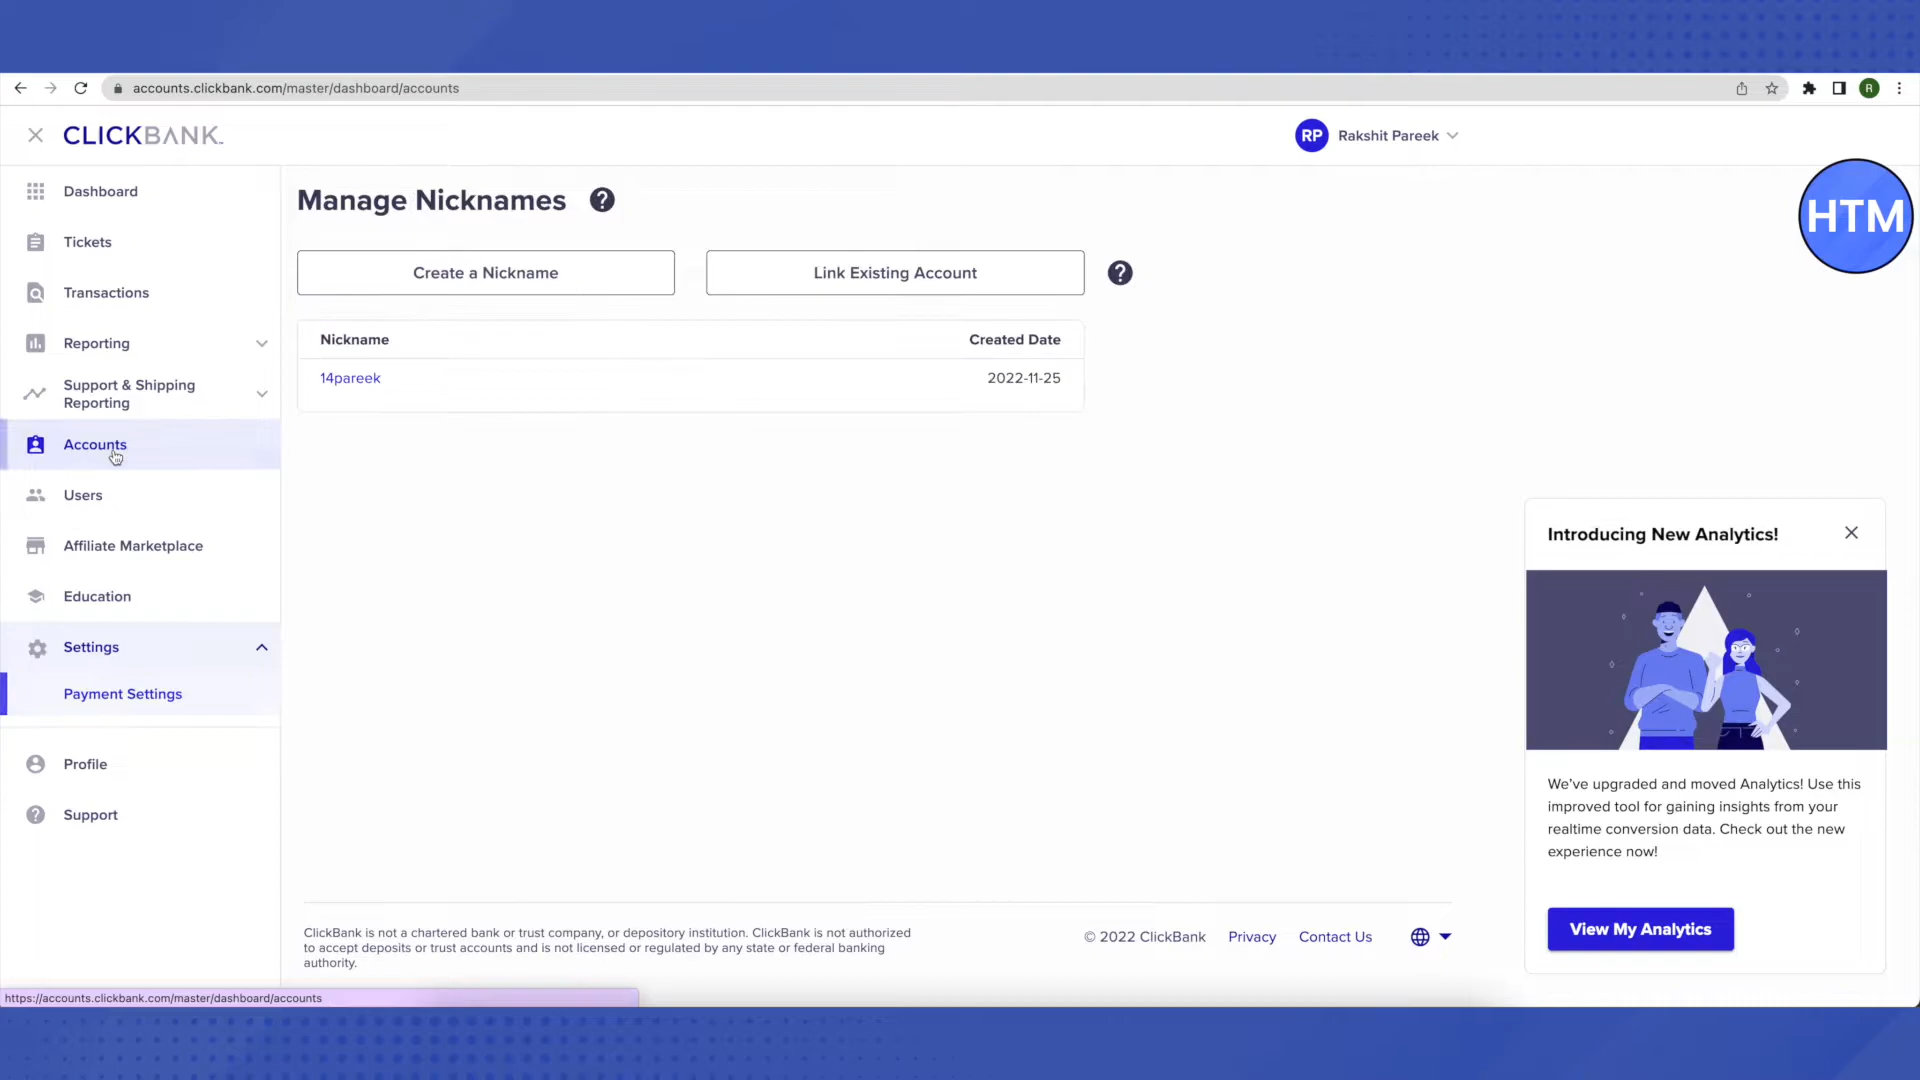 accounts.clickbank.com/master/dashboard/accounts
R
CLICKBANK
RP Rakshit Pareek
HTM
Dashboard
Tickets
Transactions
Reporting
Support & Shipping
Reporting
Accounts
Users
Affiliate Marketplace
Education
Settings
Payment Settings
Profile
Support
Manage Nicknames ?
Create a Nickname
Link Existing Account
?
Nickname Created Date
14pareek 2022-11-25
Introducing New Analytics!
We've upgraded and moved Analytics! Use this
improved tool for gaining insights from your
realtime conversion data. Check out the new
experience now!
View My Analytics
ClickBank is not a chartered bank or trust company, or depository institution. ClickBank is not authorized
to accept deposits or trust accounts and is not licensed or regulated by any state or federal banking
authority.
© 2022 ClickBank Privacy Contact Us
https://accounts.clickbank.com/master/dashboard/accounts